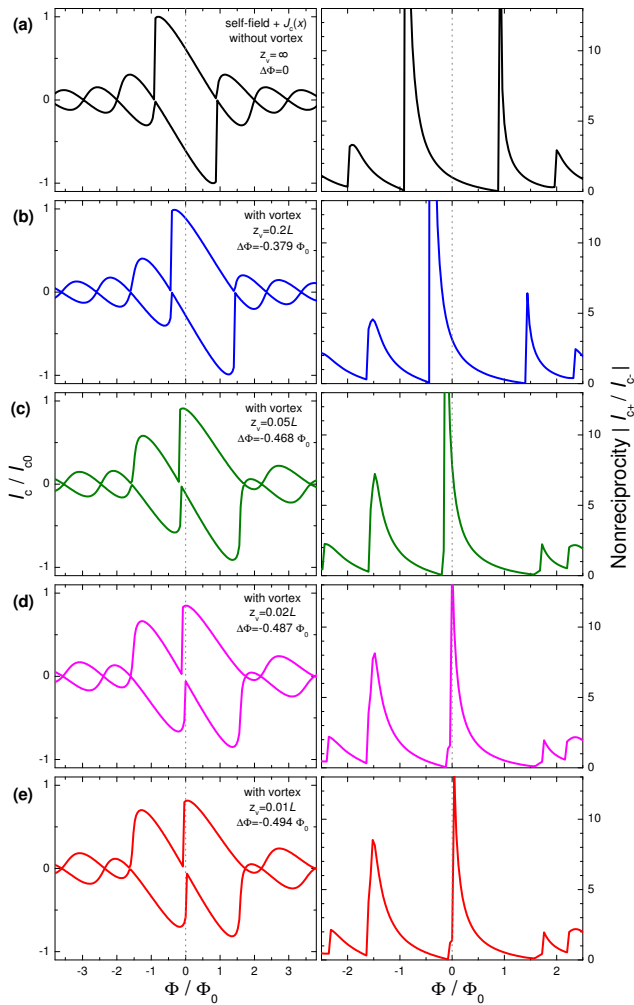 (a)
self-field + J_c(x)
without vortex
z_v = ∞
ΔΦ=0
1
0
-1
10
5
0
(b)
with vortex
z_v=0.2L
ΔΦ=-0.379 Φ_0
1
0
-1
10
5
0
(c)
with vortex
z_v=0.05L
ΔΦ=-0.468 Φ_0
1
0
-1
10
5
0
I_c / I_c0
Nonreciprocity | I_c+ / I_c- |
(d)
with vortex
z_v=0.02L
ΔΦ=-0.487 Φ_0
1
0
-1
10
5
0
(e)
with vortex
z_v=0.01L
ΔΦ=-0.494 Φ_0
1
0
-1
10
5
0
-3 -2 -1 0 1 2 3
-2 -1 0 1 2
Φ / Φ_0
Φ / Φ_0